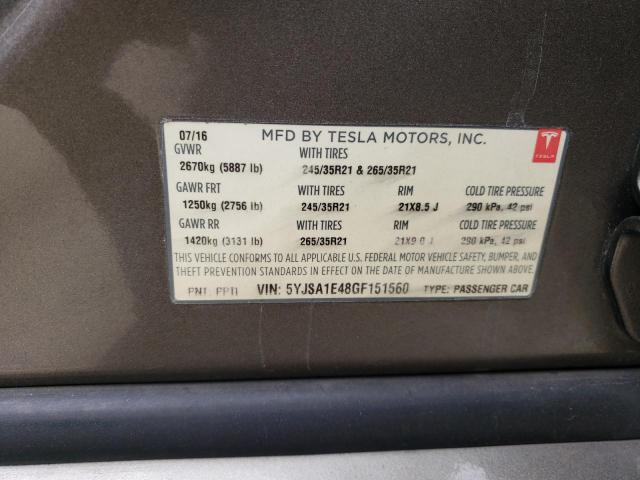 07/16 MFD BY TESLA MOTORS, INC.
GVWR WITH TIRES
2670kg (5887 lb) 245/35R21 & 265/35R21
TESLA
GAWR FRT WITH TIRES RIM COLD TIRE PRESSURE
1250kg (2756 lb) 245/35R21 21X8.5 J 290 kPa, 42 psi
GAWR RR WITH TIRES RIM COLD TIRE PRESSURE
1420kg (3131 lb) 265/35R21 21X9.0 J 290 kPa, 42 psi
THIS VEHICLE CONFORMS TO ALL APPLICABLE U.S. FEDERAL MOTOR VEHICLE SAFETY, BUMPER, AND
THEFT PREVENTION STANDARDS IN EFFECT ON THE DATE OF MANUFACTURE SHOWN ABOVE.
PNT: PPTI VIN: 5YJSA1E48GF151560 TYPE: PASSENGER CAR